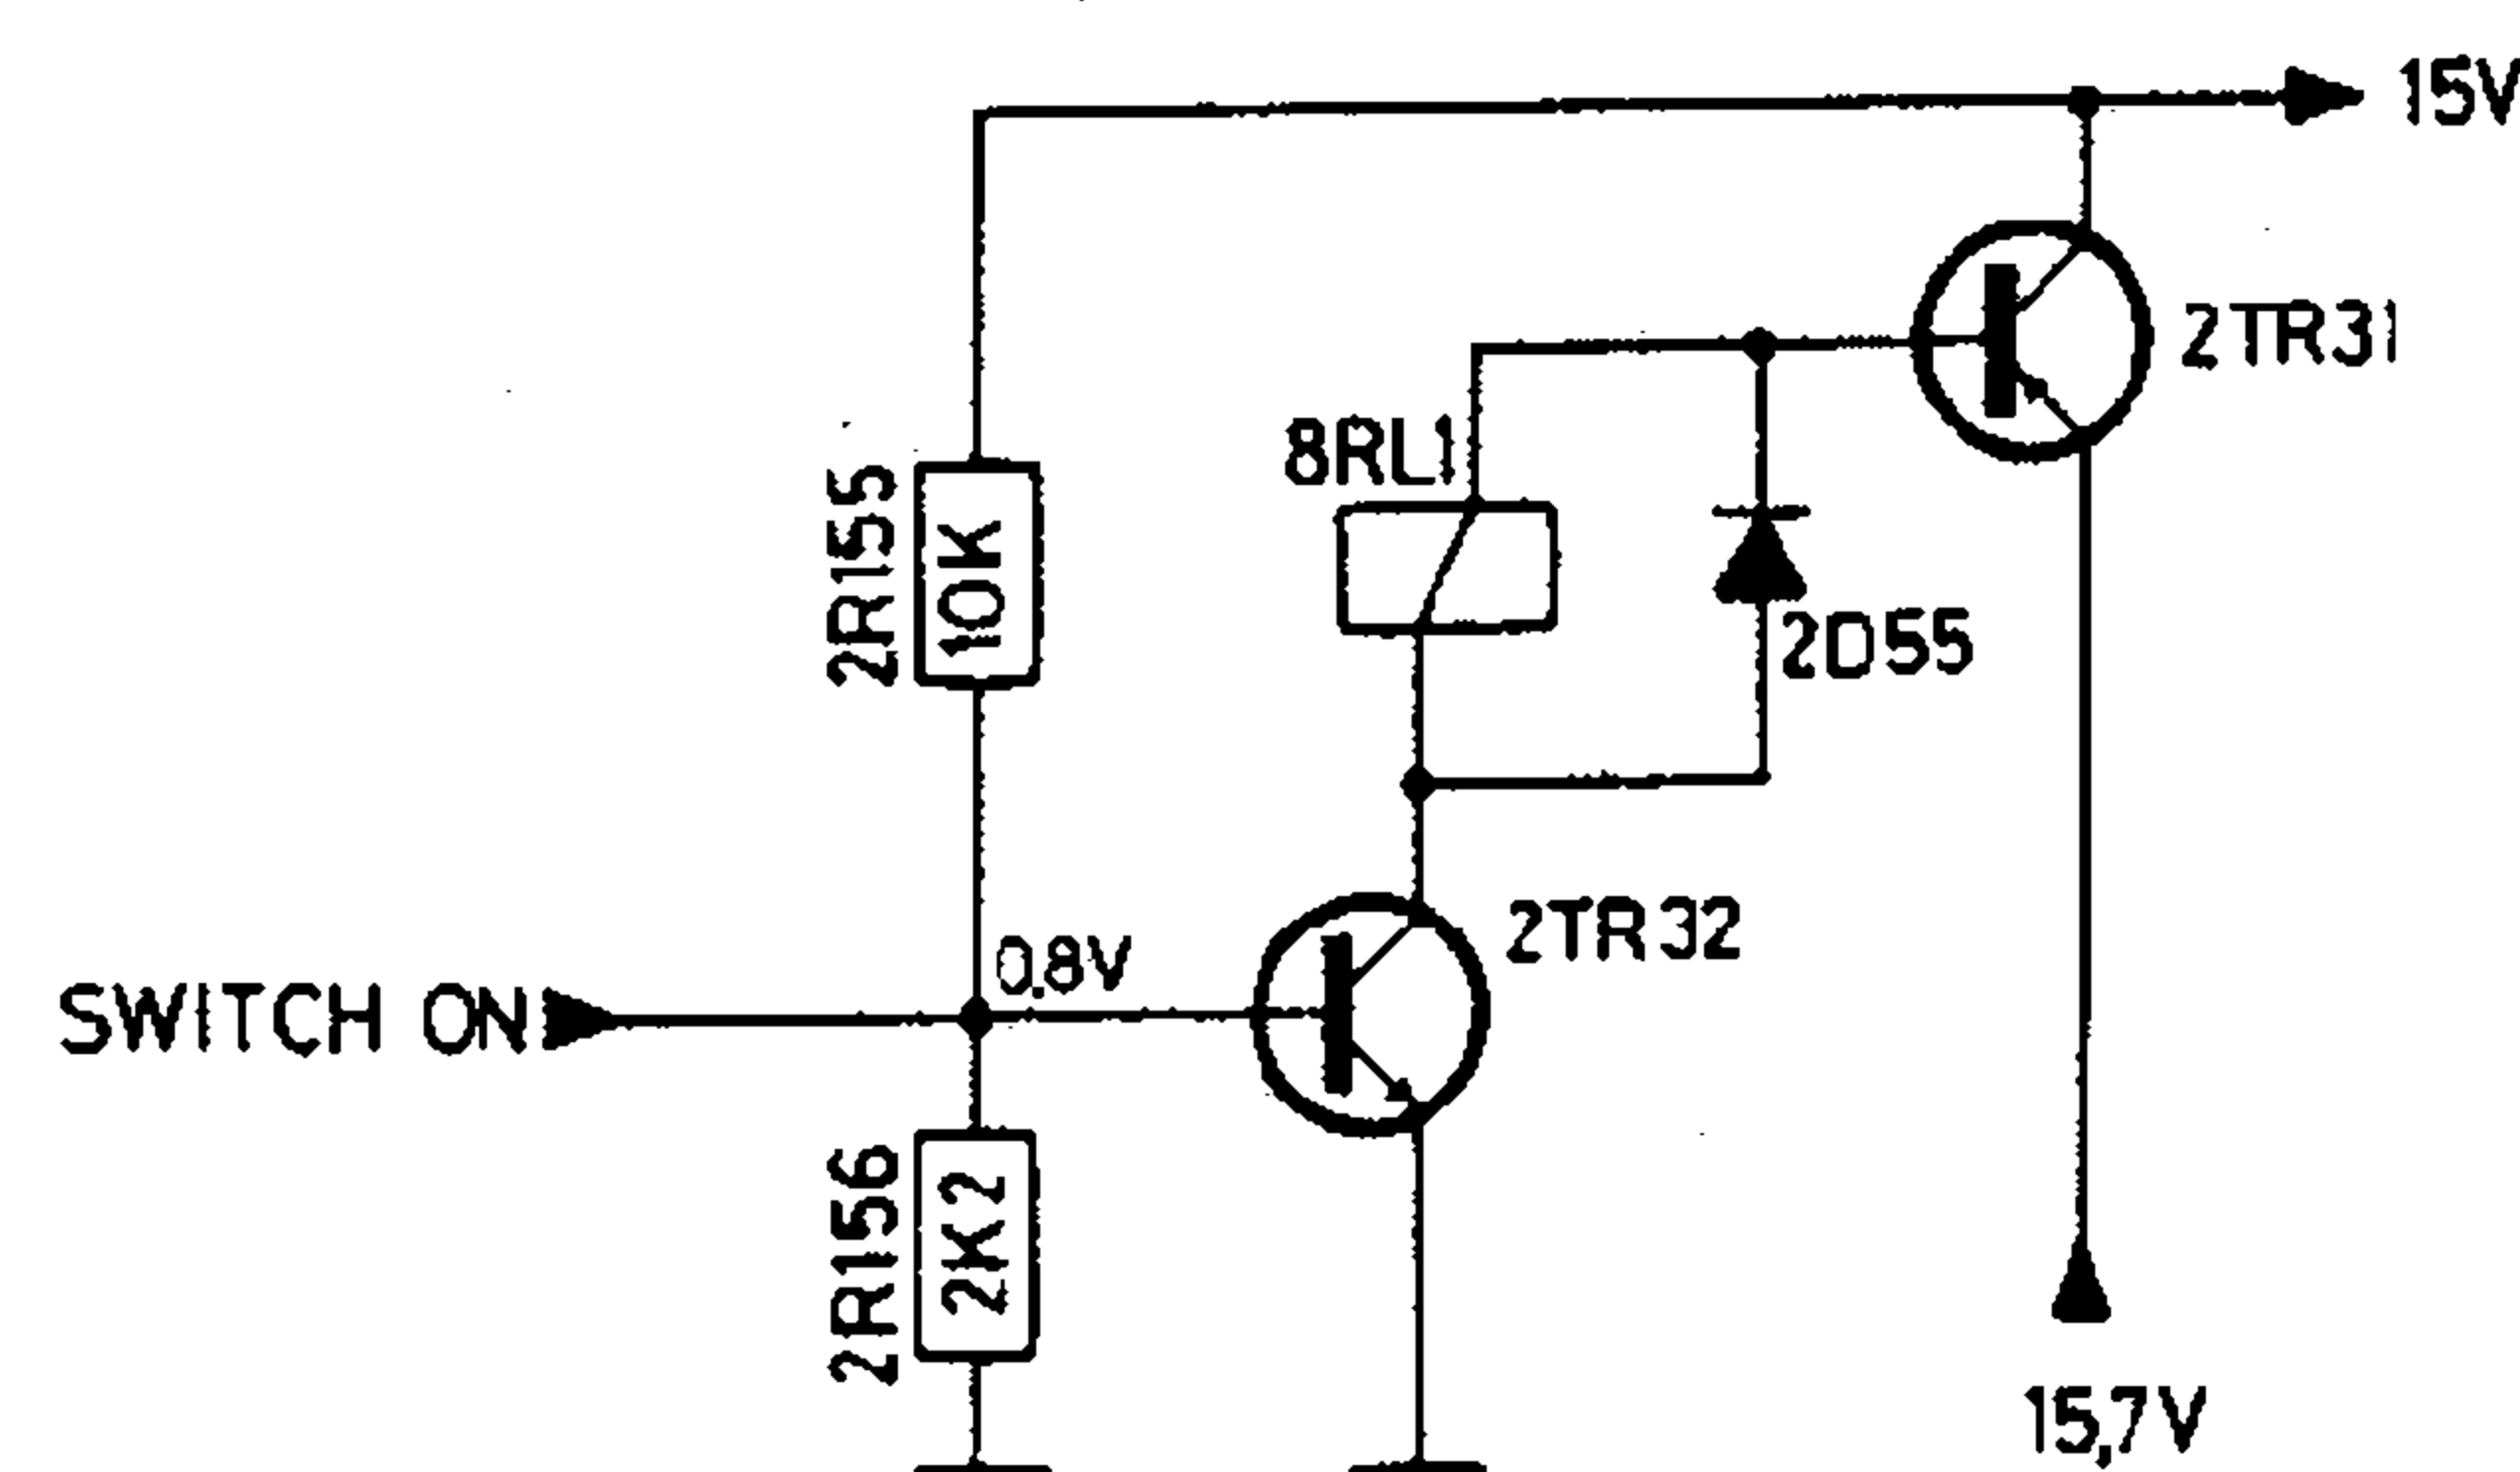 15V
2TR31
8RL1
2R155
10K
2D55
2TR32
0,8V
SWITCH ON
2R156
2K2
15,7V